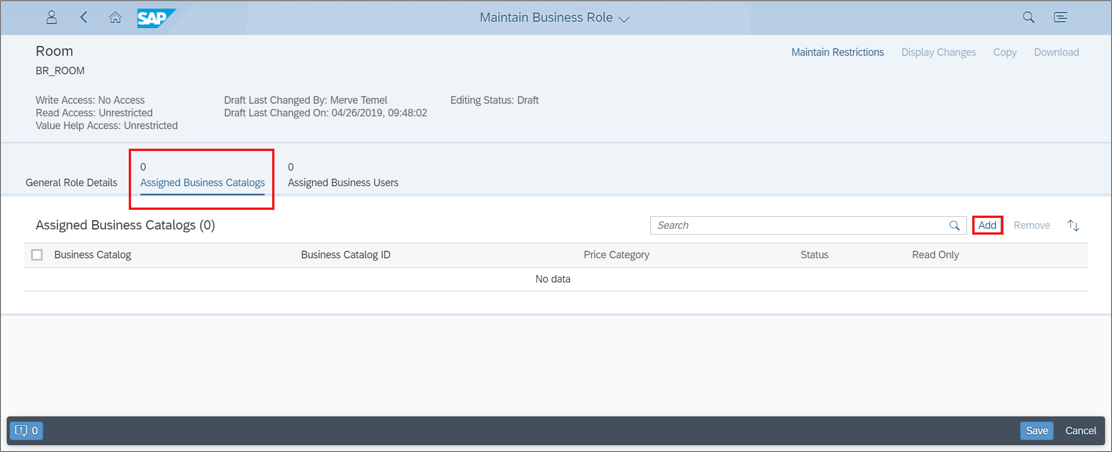 SAP
Maintain Business Role
Room
BR_ROOM
Maintain Restrictions Display Changes Copy Download
Write Access: No Access Draft Last Changed By: Merve Temel Editing Status: Draft
Read Access: Unrestricted Draft Last Changed On: 04/26/2019, 09:48:02
Value Help Access: Unrestricted
0 0
General Role Details Assigned Business Catalogs Assigned Business Users
Assigned Business Catalogs (0) Search Add Remove
Business Catalog Business Catalog ID Price Category Status Read Only
No data
0 Save Cancel